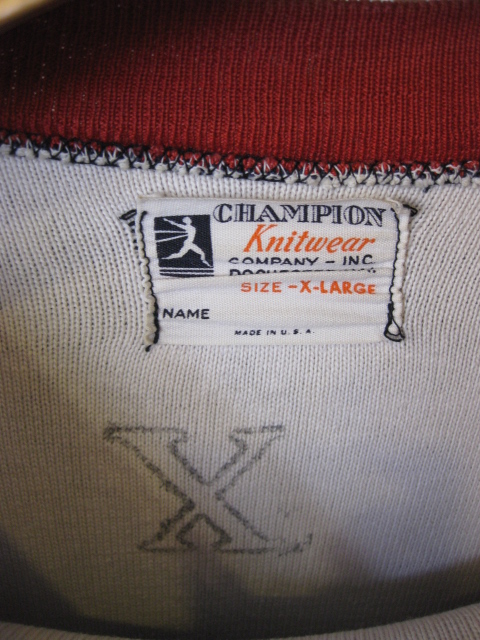 CHAMPION
Knitwear
COMPANY - INC
SIZE - X-LARGE
NAME
MADE IN U. S. A.
X